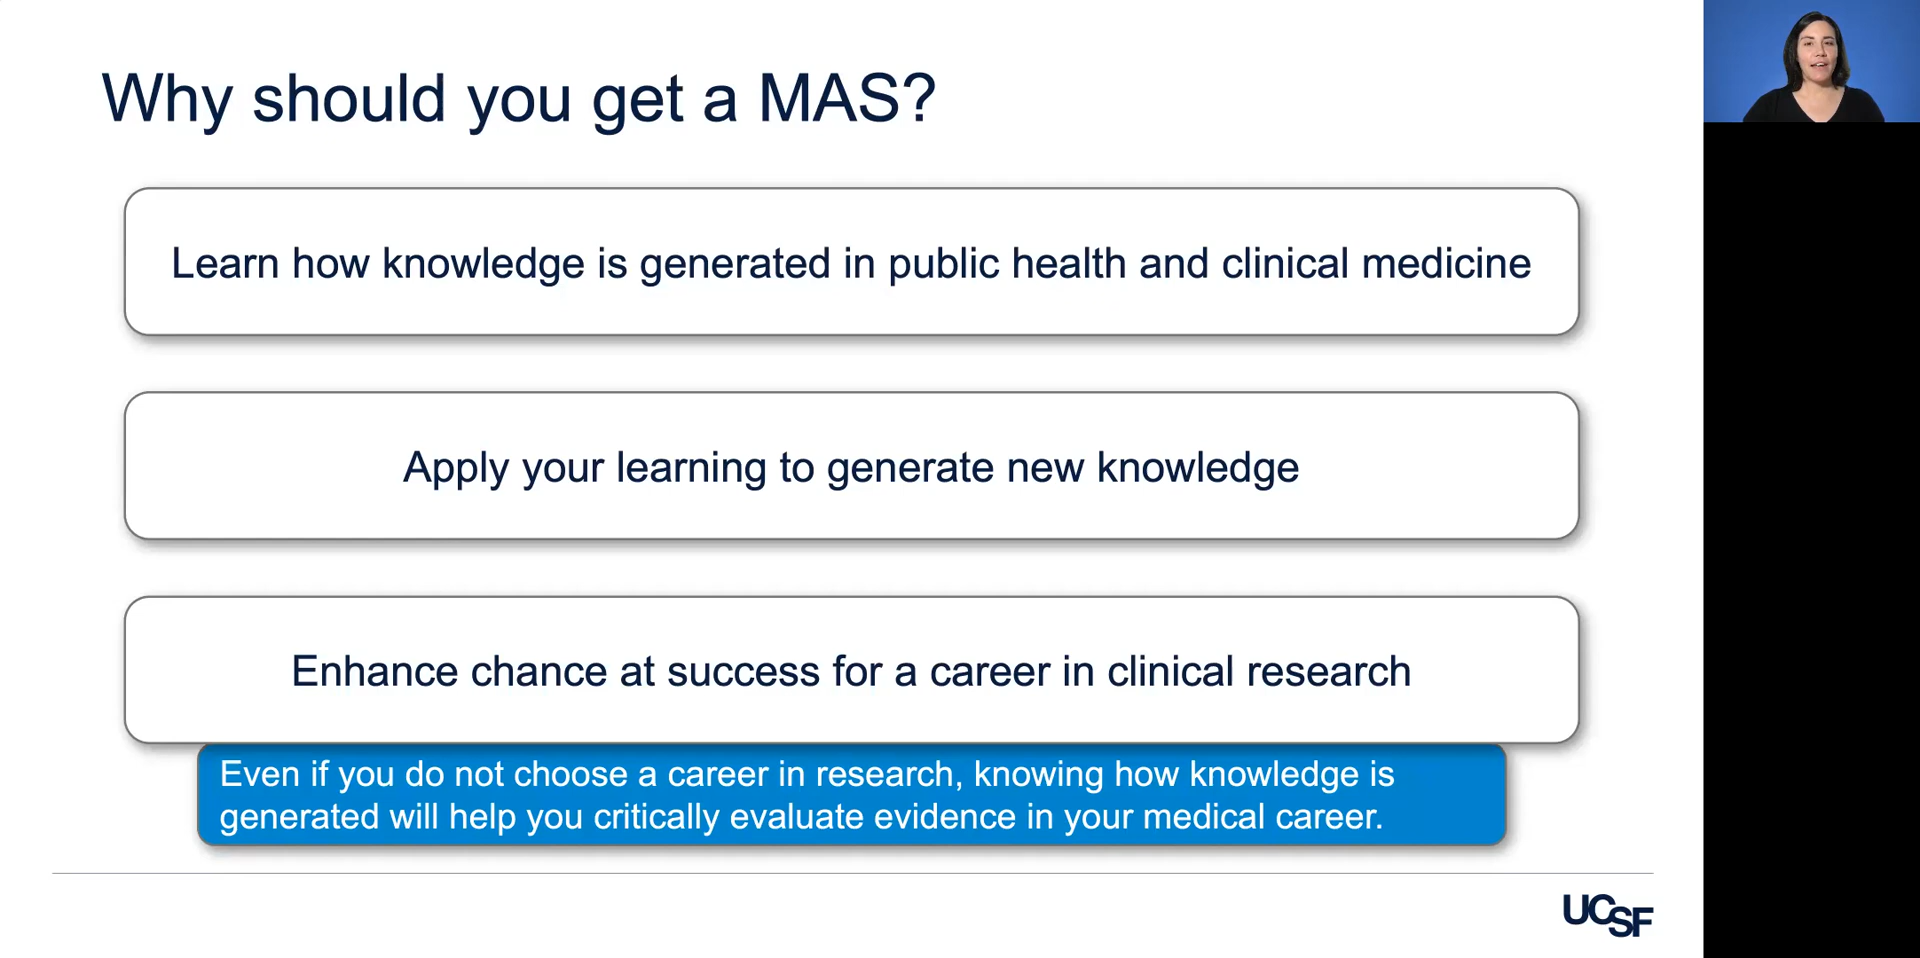 Why should you get a MAS?
Learn how knowledge is generated in public health and clinical medicine
Apply your learning to generate new knowledge
Enhance chance at success for a career in clinical research
Even if you do not choose a career in research, knowing how knowledge is
generated will help you critically evaluate evidence in your medical career.
UCSF